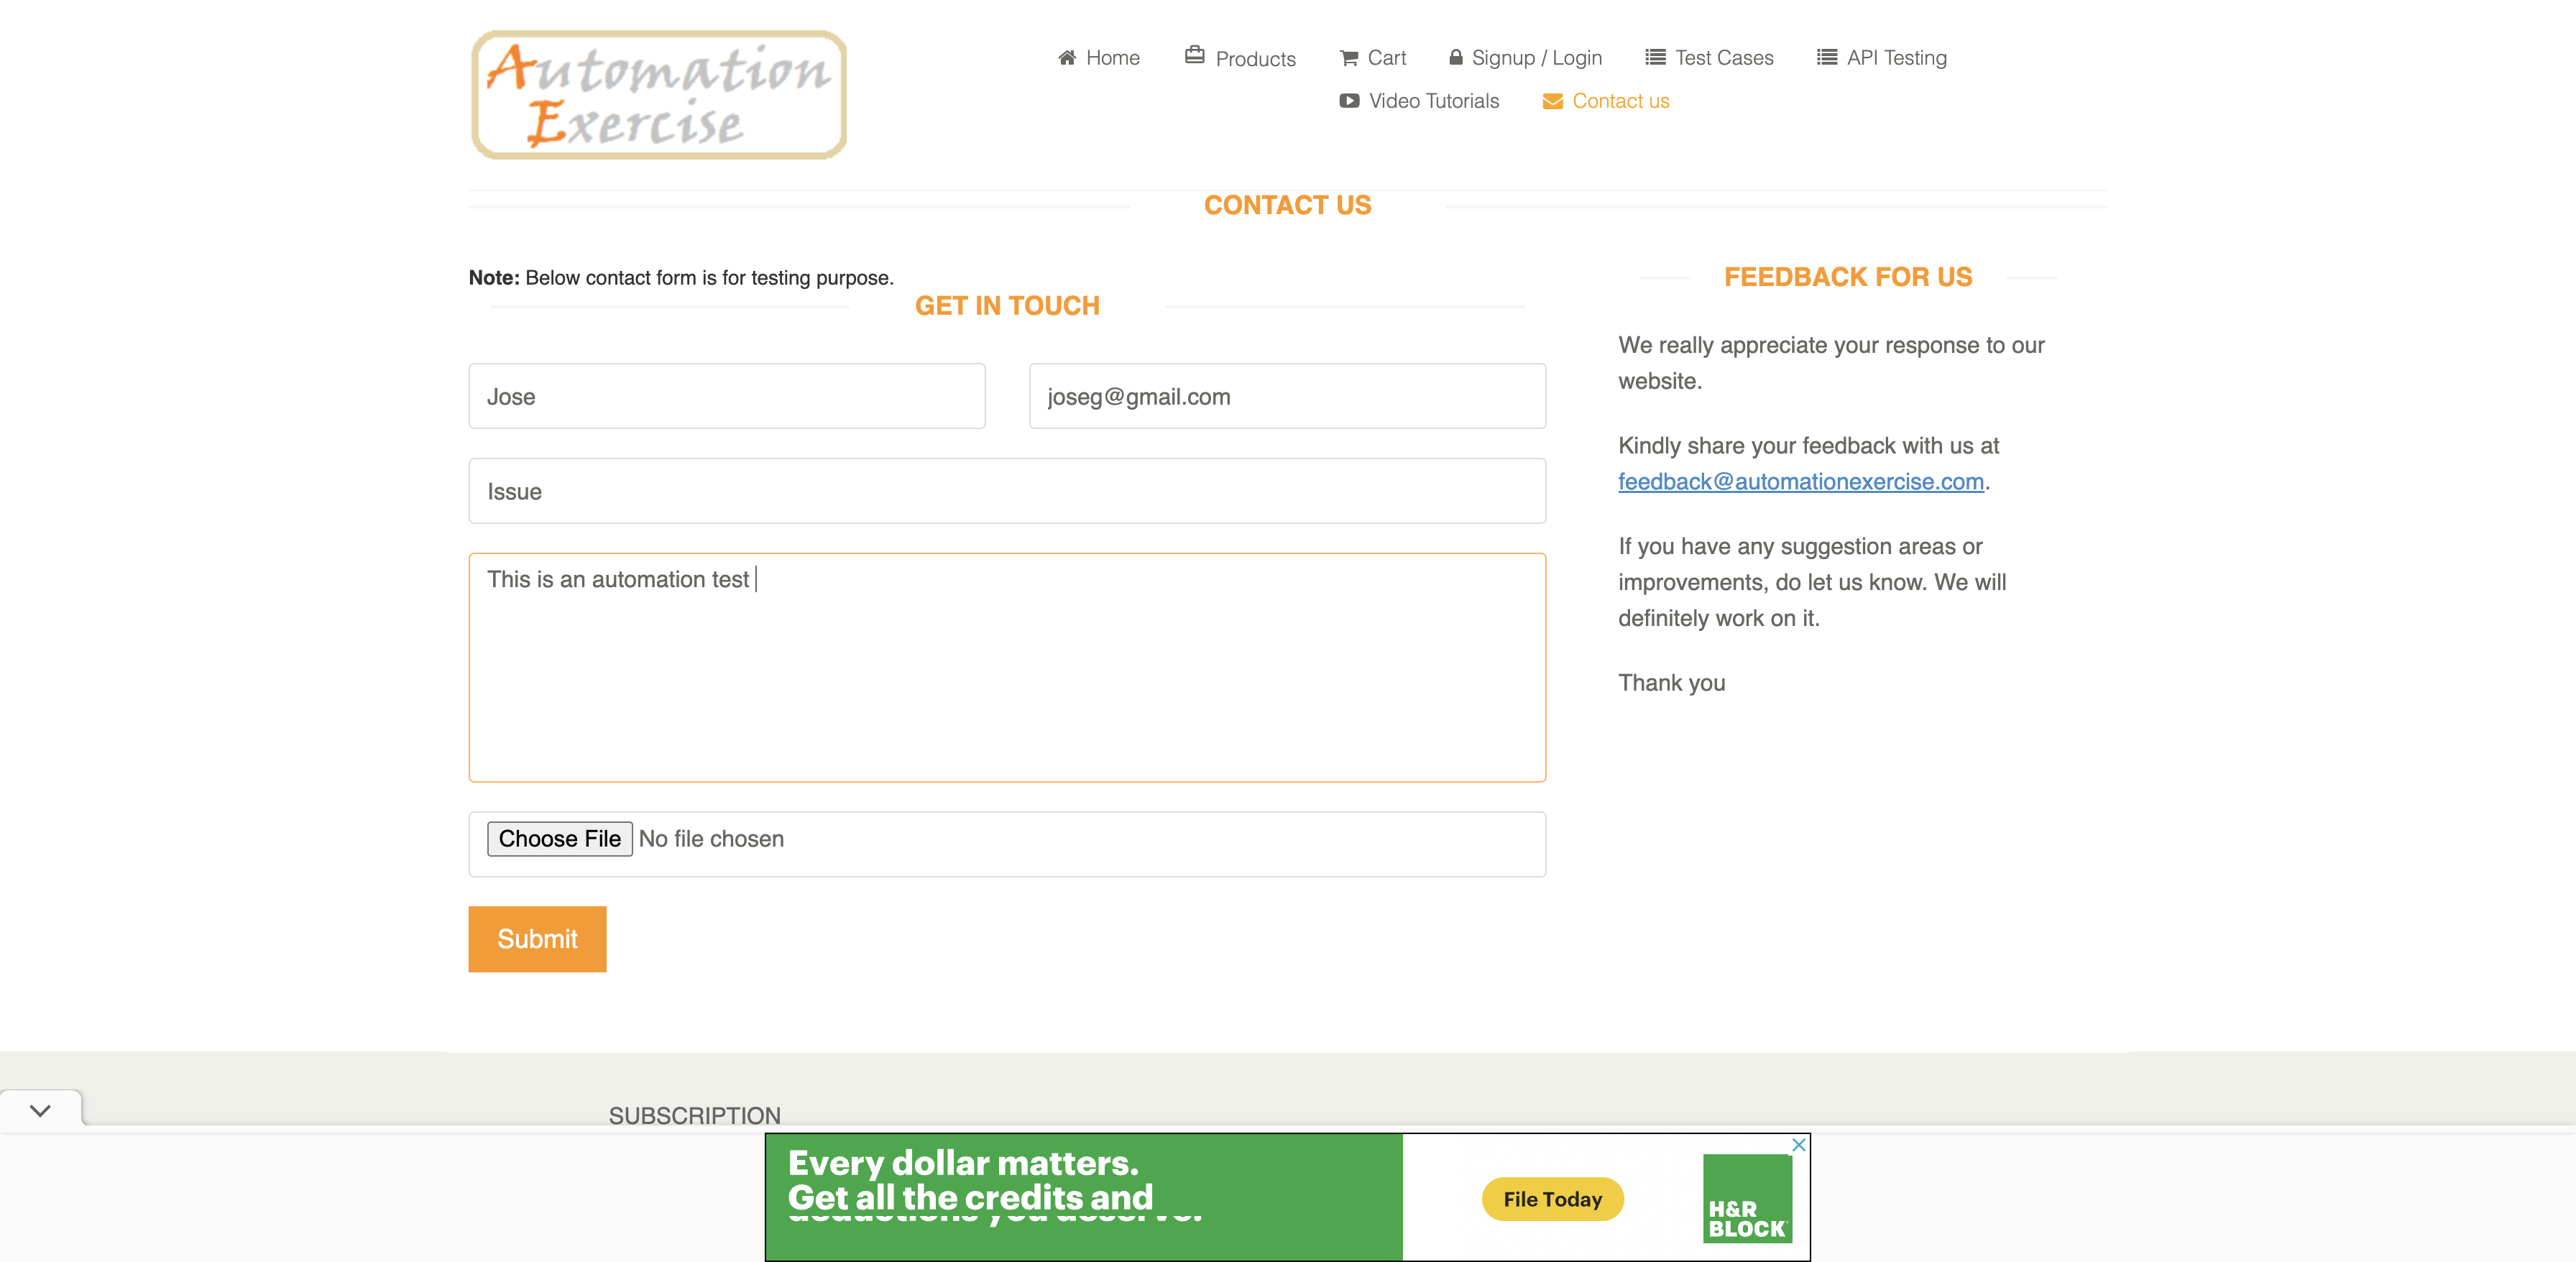 Automation
Exercise
Home
Products
Cart
Signup / Login
Test Cases
API Testing
Video Tutorials
Contact us
CONTACT US
Note: Below contact form is for testing purpose.
GET IN TOUCH
Jose
joseg@gmail.com
Issue
This is an automation test
Choose File No file chosen
Submit
FEEDBACK FOR US
We really appreciate your response to our
website.
Kindly share your feedback with us at
feedback@automationexercise.com.
If you have any suggestion areas or
improvements, do let us know. We will
definitely work on it.
Thank you
SUBSCRIPTION
Every dollar matters.
Get all the credits and
deductions you deserve.
File Today
H&R
BLOCK